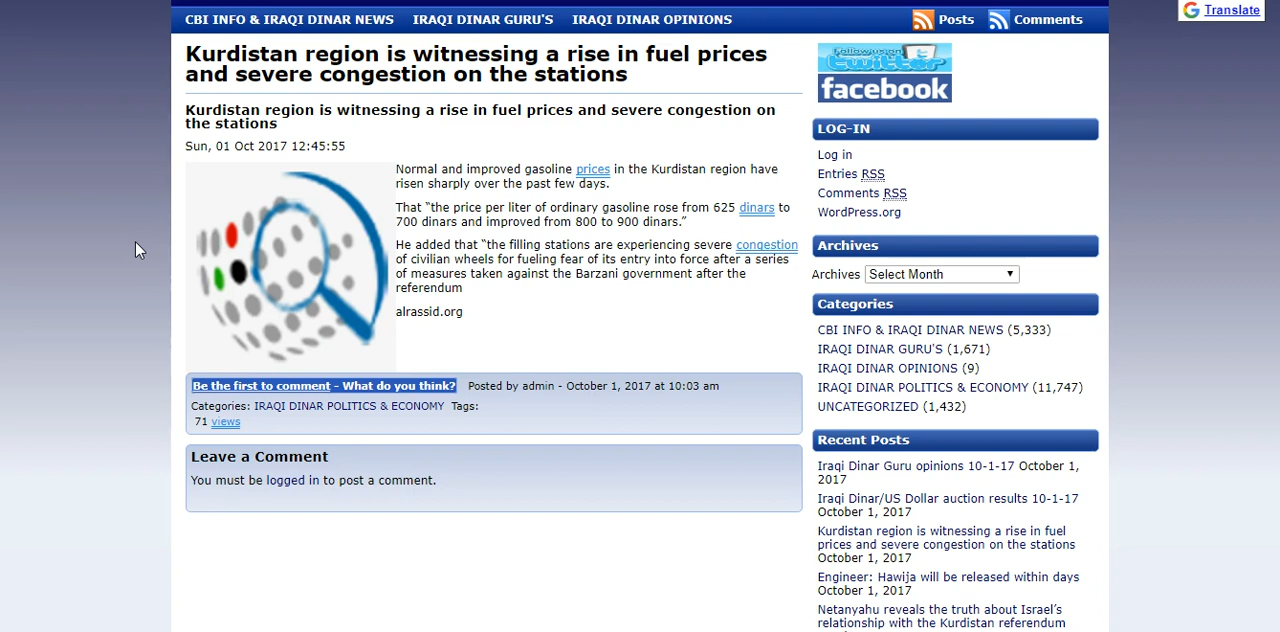 CBI INFO & IRAQI DINAR NEWS IRAQI DINAR GURU'S IRAQI DINAR OPINIONS Posts Comments
Translate
Kurdistan region is witnessing a rise in fuel prices
and severe congestion on the stations
Kurdistan region is witnessing a rise in fuel prices and severe congestion on
the stations
Sun, 01 Oct 2017 12:45:55
Normal and improved gasoline prices in the Kurdistan region have
risen sharply over the past few days.
That “the price per liter of ordinary gasoline rose from 625 dinars to
700 dinars and improved from 800 to 900 dinars.”
He added that “the filling stations are experiencing severe congestion
of civilian wheels for fueling fear of its entry into force after a series
of measures taken against the Barzani government after the
referendum
alrassid.org
Be the first to comment - What do you think? Posted by admin - October 1, 2017 at 10:03 am
Categories: IRAQI DINAR POLITICS & ECONOMY Tags:
71 views
Leave a Comment
You must be logged in to post a comment.
twitter
facebook
LOG-IN
Log in
Entries RSS
Comments RSS
WordPress.org
Archives
Archives Select Month
Categories
CBI INFO & IRAQI DINAR NEWS (5,333)
IRAQI DINAR GURU'S (1,671)
IRAQI DINAR OPINIONS (9)
IRAQI DINAR POLITICS & ECONOMY (11,747)
UNCATEGORIZED (1,432)
Recent Posts
Iraqi Dinar Guru opinions 10-1-17 October 1,
2017
Iraqi Dinar/US Dollar auction results 10-1-17
October 1, 2017
Kurdistan region is witnessing a rise in fuel
prices and severe congestion on the stations
October 1, 2017
Engineer: Hawija will be released within days
October 1, 2017
Netanyahu reveals the truth about Israel’s
relationship with the Kurdistan referendum